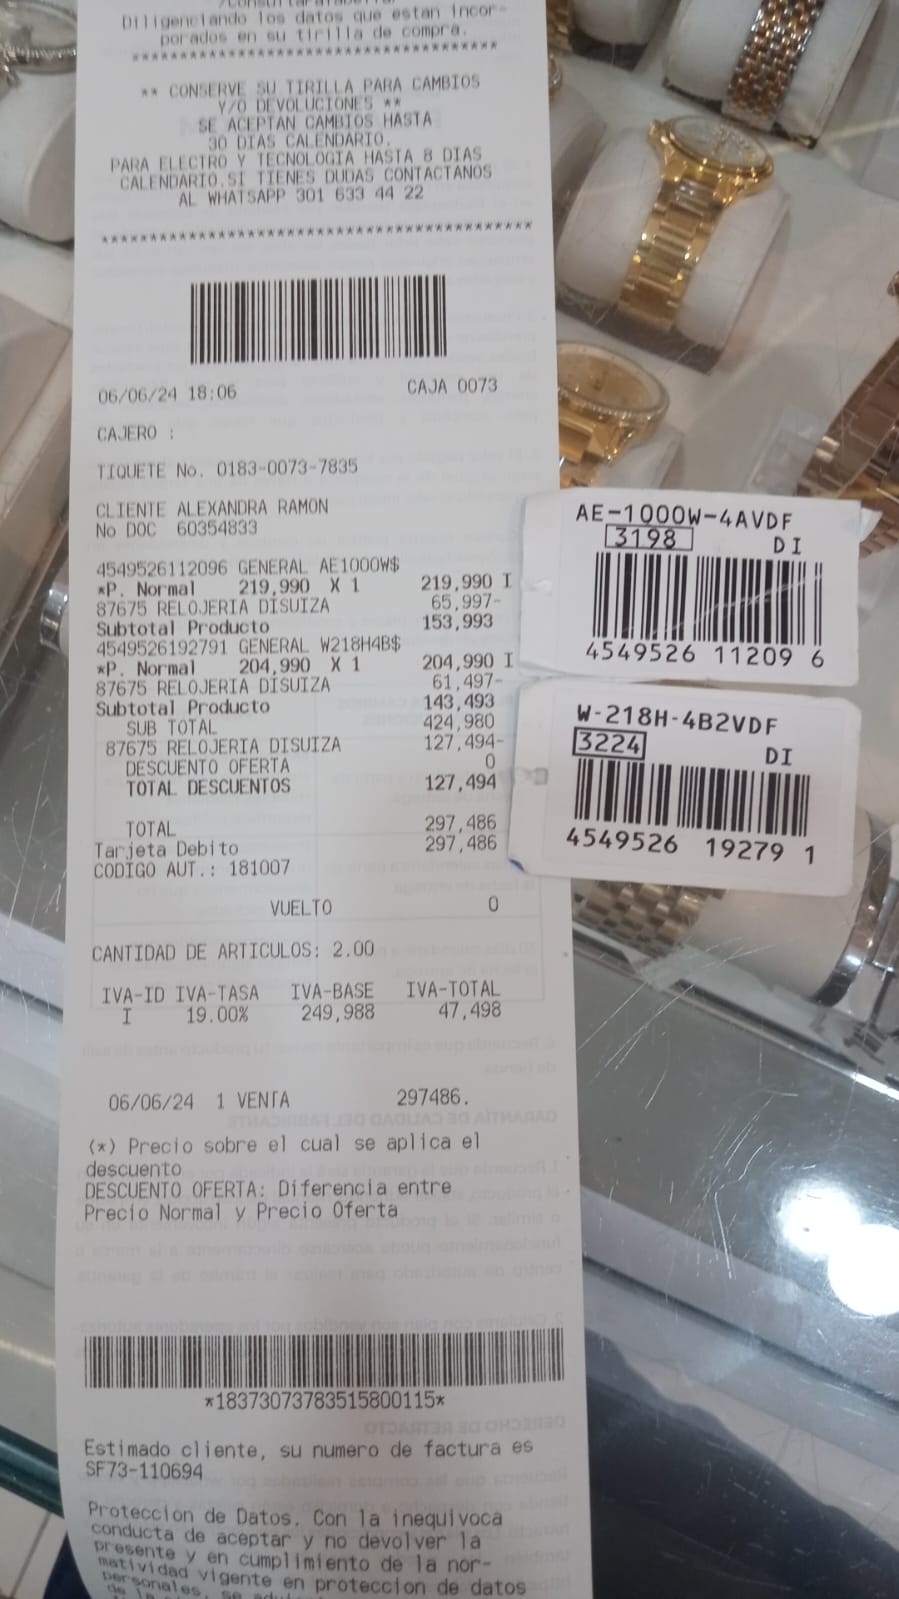 Diligenciando los datos que estan incor-
porados en su tirilla de compra.
****************************************
** CONSERVE SU TIRILLA PARA CAMBIOS
Y/O DEVOLUCIONES **
SE ACEPTAN CAMBIOS HASTA
30 DIAS CALENDARIO.
PARA ELECTRO Y TECNOLOGIA HASTA 8 DIAS
CALENDARIO.SI TIENES DUDAS CONTACTANOS
AL WHATSAPP 301 633 44 22
****************************************
06/06/24 18:06 CAJA 0073
CAJERO :
TIQUETE No. 0183-0073-7835
CLIENTE ALEXANDRA RAMON
No DOC 60354833
4549526112096 GENERAL AE1000W$
*P. Normal 219,990 X 1 219,990 I
87675 RELOJERIA DISUIZA 65,997-
Subtotal Producto 153,993
4549526192791 GENERAL W218H4B$
*P. Normal 204,990 X 1 204,990 I
87675 RELOJERIA DISUIZA 61,497-
Subtotal Producto 143,493
SUB TOTAL 424,980
87675 RELOJERIA DISUIZA 127,494-
DESCUENTO OFERTA 0
TOTAL DESCUENTOS 127,494
TOTAL 297,486
Tarjeta Debito 297,486
CODIGO AUT.: 181007
VUELTO 0
CANTIDAD DE ARTICULOS: 2.00
IVA-ID IVA-TASA IVA-BASE IVA-TOTAL
I 19.00% 249,988 47,498
06/06/24 1 VENTA 297486.
(*) Precio sobre el cual se aplica el
descuento
DESCUENTO OFERTA: Diferencia entre
Precio Normal y Precio Oferta
*18373073783515800115*
Estimado cliente, su numero de factura es
SF73-110694
Proteccion de Datos. Con la inequivoca
conducta de aceptar y no devolver la
presente y en cumplimiento de la nor-
matividad vigente en proteccion de datos
personales, se
AE-1000W-4AVDF
3198 DI
4549526 11209 6
W-218H-4B2VDF
3224 DI
4549526 19279 1